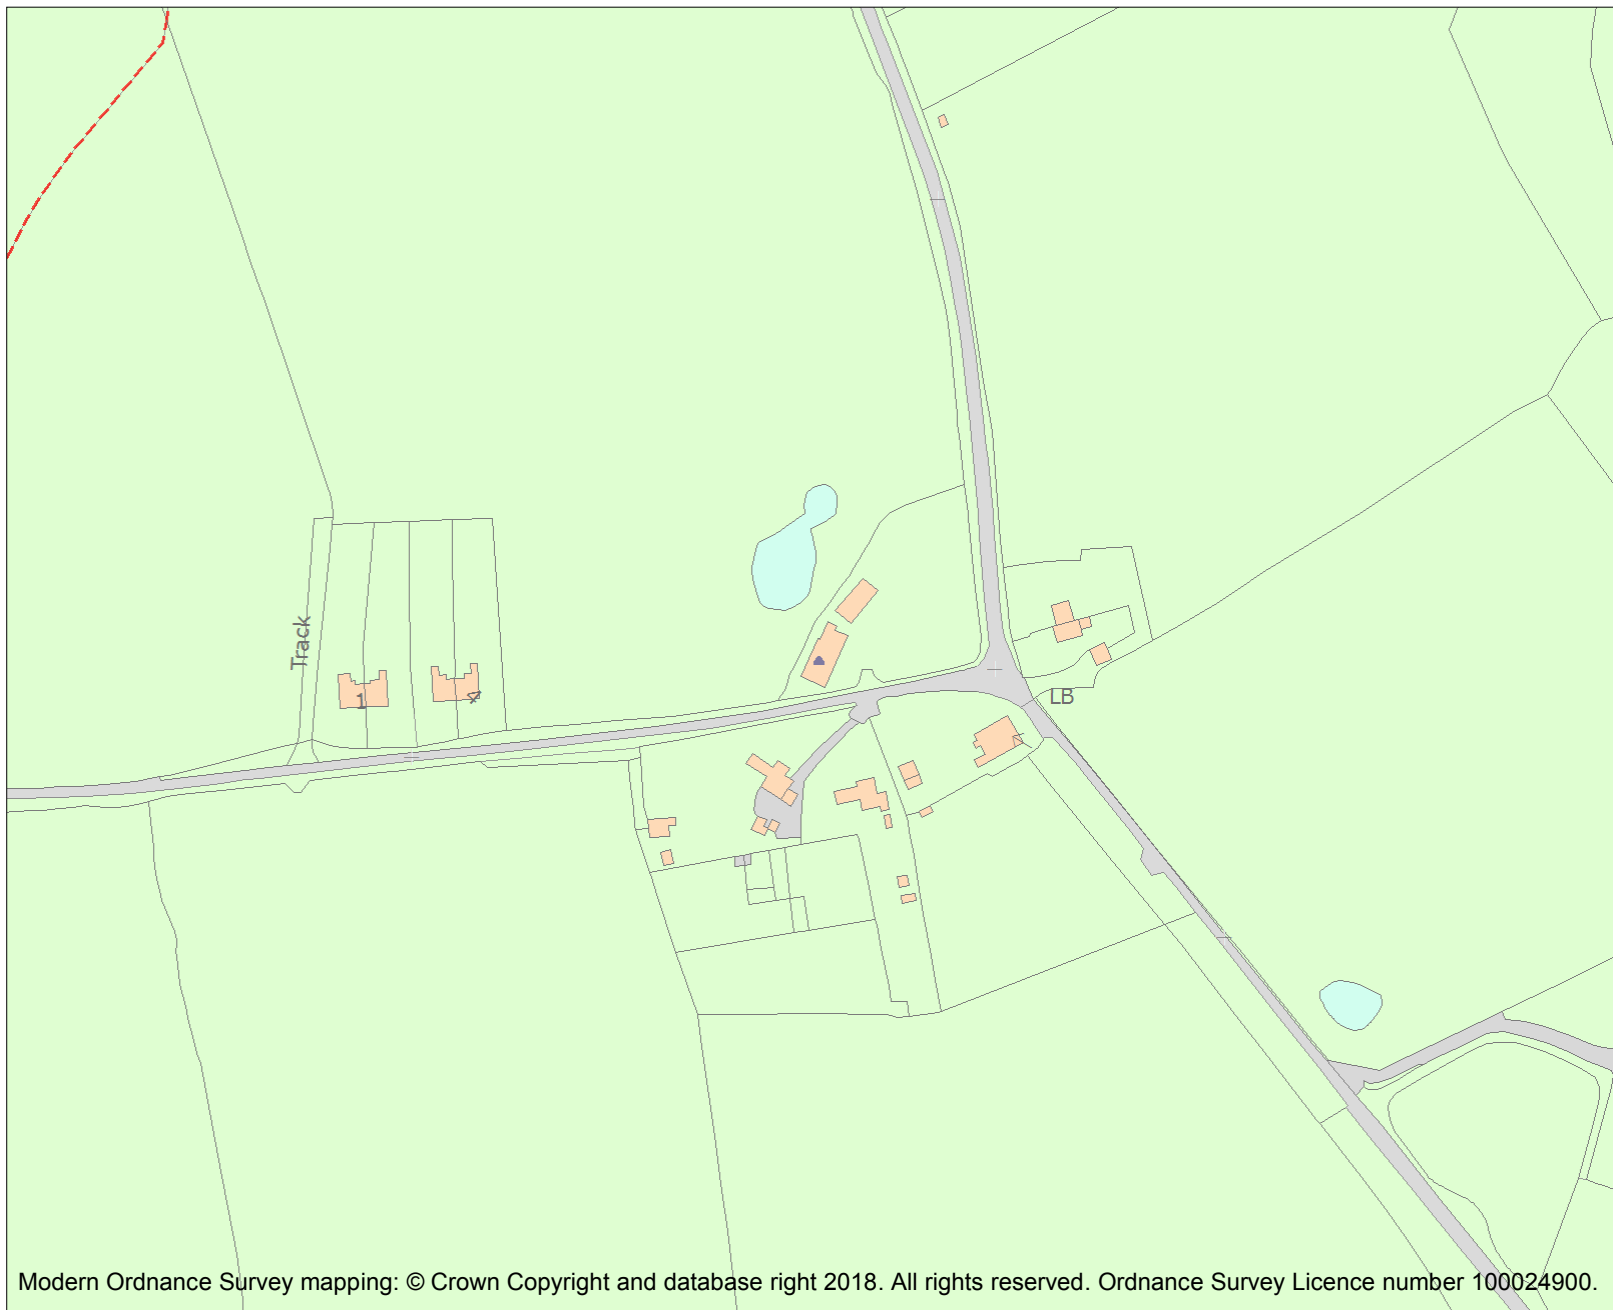 Track
1
4
LB
Modern Ordnance Survey mapping: © Crown Copyright and database right 2018. All rights reserved. Ordnance Survey Licence number 100024900.